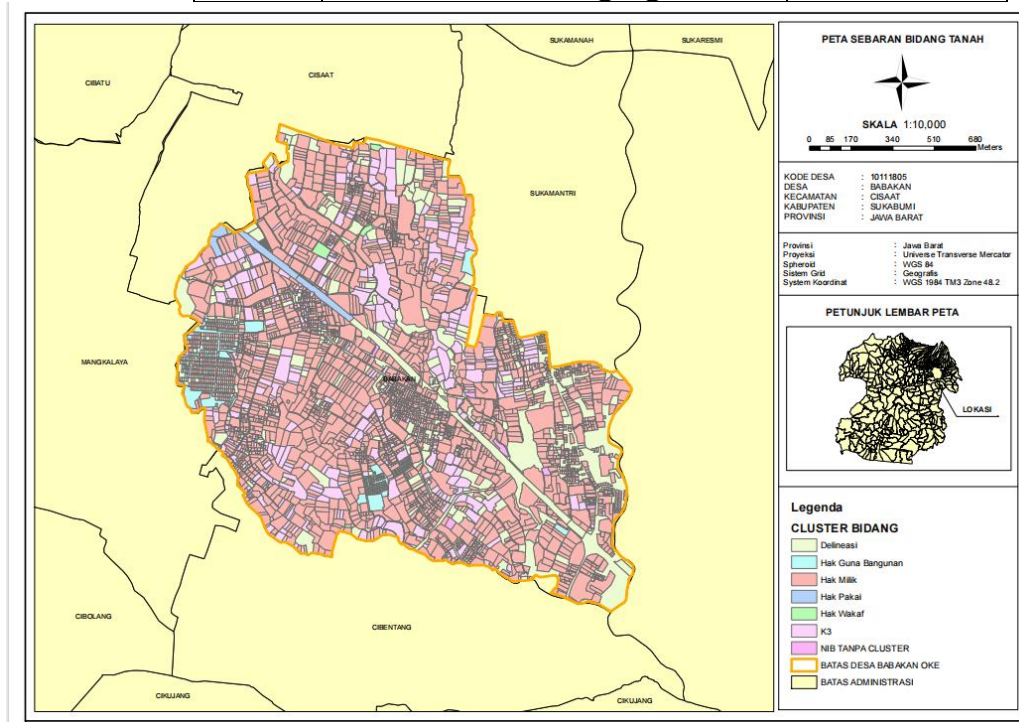 SUKAMANAH
SUKARESMI
CISAAT
CIBATU
SUKAMANTRI
MANGKALAYA
BABAKAN
CIBOLANG
CIBENTANG
CIKUJANG
CIKUJANG
PETA SEBARAN BIDANG TANAH
SKALA 1:10,000
0 85 170 340 510 680
Meters
KODE DESA : 10111805
DESA : BABAKAN
KECAMATAN : CISAAT
KABUPATEN : SUKABUMI
PROVINSI : JAWA BARAT
Provinsi : Jawa Barat
Proyeksi : Universe Transverse Mercator
Spheroid : WGS 84
Sistem Grid : Geografis
System Koordinat : WGS 1984 TM3 Zone 48.2
PETUNJUK LEMBAR PETA
LOKASI
Legenda
CLUSTER BIDANG
Delineasi
Hak Guna Bangunan
Hak Milik
Hak Pakai
Hak Wakaf
K3
NIB TANPA CLUSTER
BATAS DESA BABAKAN OKE
BATAS ADMINISTRASI